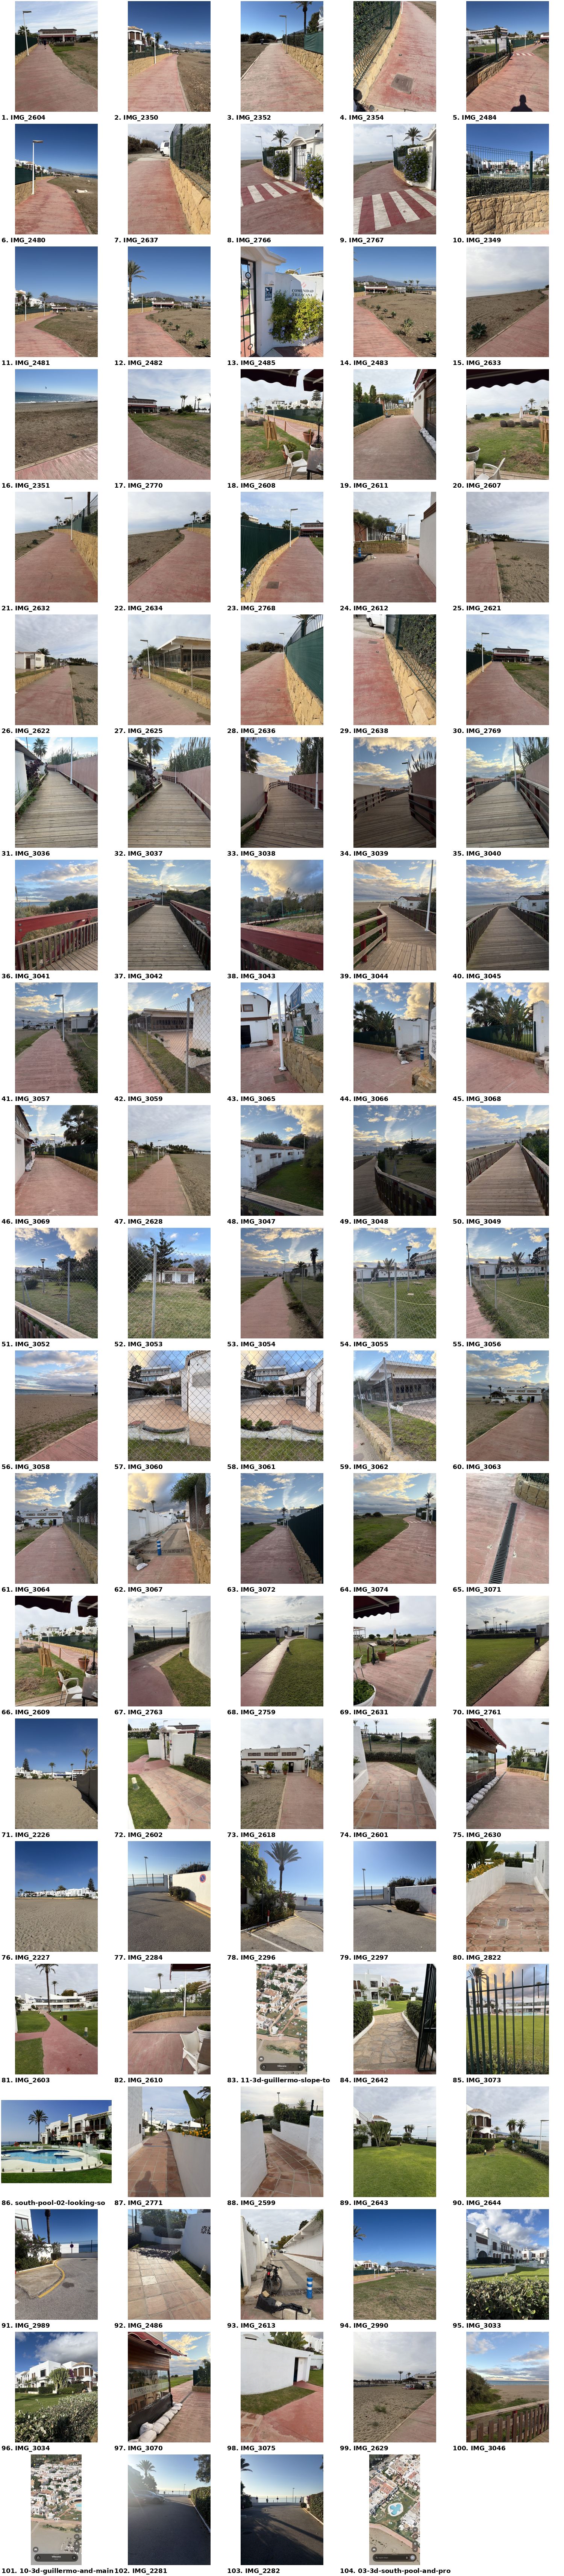 1. IMG_2604
2. IMG_2350
3. IMG_2352
4. IMG_2354
5. IMG_2484
6. IMG_2480
7. IMG_2637
8. IMG_2766
9. IMG_2767
10. IMG_2349
11. IMG_2481
12. IMG_2482
13. IMG_2485
14. IMG_2483
15. IMG_2633
16. IMG_2351
17. IMG_2770
18. IMG_2608
19. IMG_2611
20. IMG_2607
21. IMG_2632
22. IMG_2634
23. IMG_2768
24. IMG_2612
25. IMG_2621
26. IMG_2622
27. IMG_2625
28. IMG_2636
29. IMG_2638
30. IMG_2769
31. IMG_3036
32. IMG_3037
33. IMG_3038
34. IMG_3039
35. IMG_3040
36. IMG_3041
37. IMG_3042
38. IMG_3043
39. IMG_3044
40. IMG_3045
41. IMG_3057
42. IMG_3059
43. IMG_3065
44. IMG_3066
45. IMG_3068
46. IMG_3069
47. IMG_2628
48. IMG_3047
49. IMG_3048
50. IMG_3049
51. IMG_3052
52. IMG_3053
53. IMG_3054
54. IMG_3055
55. IMG_3056
56. IMG_3058
57. IMG_3060
58. IMG_3061
59. IMG_3062
60. IMG_3063
61. IMG_3064
62. IMG_3067
63. IMG_3072
64. IMG_3074
65. IMG_3071
66. IMG_2609
67. IMG_2763
68. IMG_2759
69. IMG_2631
70. IMG_2761
71. IMG_2226
72. IMG_2602
73. IMG_2618
74. IMG_2601
75. IMG_2630
76. IMG_2227
77. IMG_2284
78. IMG_2296
79. IMG_2297
80. IMG_2822
81. IMG_2603
82. IMG_2610
83. 11-3d-guillermo-slope-to
84. IMG_2642
85. IMG_3073
86. south-pool-02-looking-so
87. IMG_2771
88. IMG_2599
89. IMG_2643
90. IMG_2644
91. IMG_2989
92. IMG_2486
93. IMG_2613
94. IMG_2990
95. IMG_3033
96. IMG_3034
97. IMG_3070
98. IMG_3075
99. IMG_2629
100. IMG_3046
101. 10-3d-guillermo-and-main
102. IMG_2281
103. IMG_2282
104. 03-3d-south-pool-and-pro